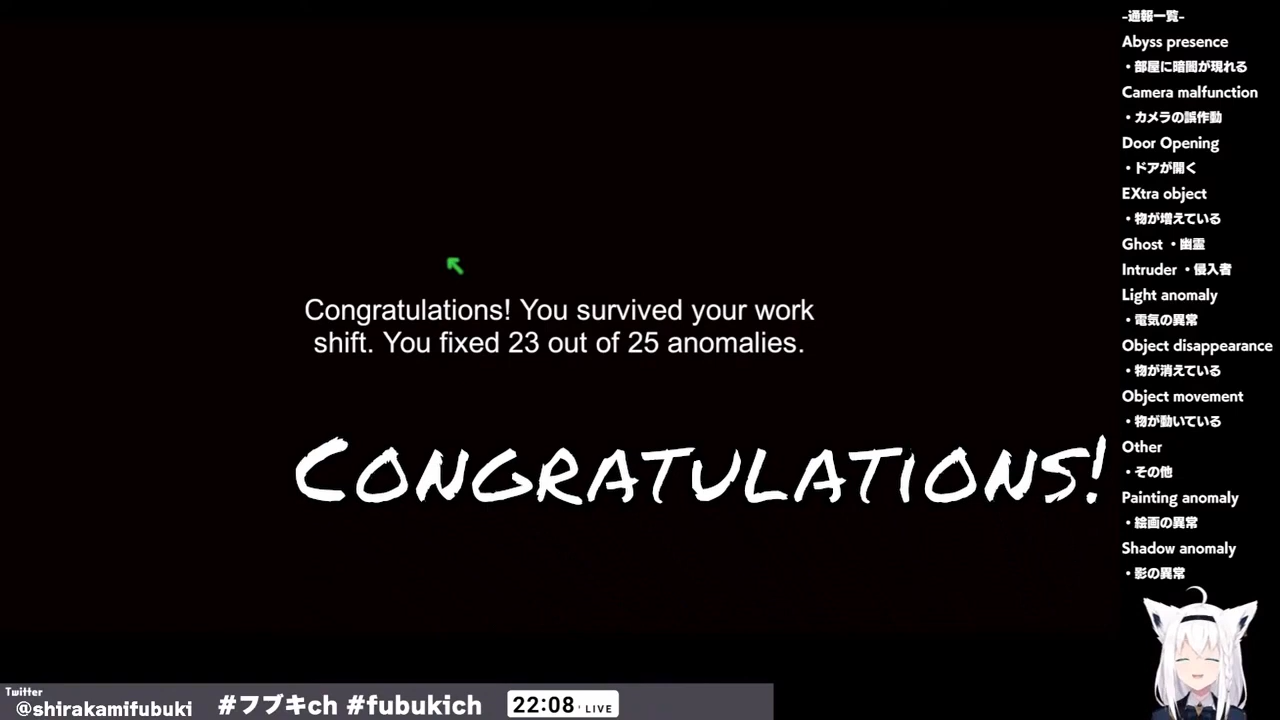 Congratulations! You survived your work
shift. You fixed 23 out of 25 anomalies.
CONGRATULATIONS!
-通報一覧-
Abyss presence
・部屋に暗闇が現れる
Camera malfunction
・カメラの誤作動
Door Opening
・ドアが開く
EXtra object
・物が増えている
Ghost ・幽霊
Intruder ・侵入者
Light anomaly
・電気の異常
Object disappearance
・物が消えている
Object movement
・物が動いている
Other
・その他
Painting anomaly
・絵画の異常
Shadow anomaly
・影の異常
Twitter
@shirakamifubuki
#フブキch #fubukich
22:08 LIVE